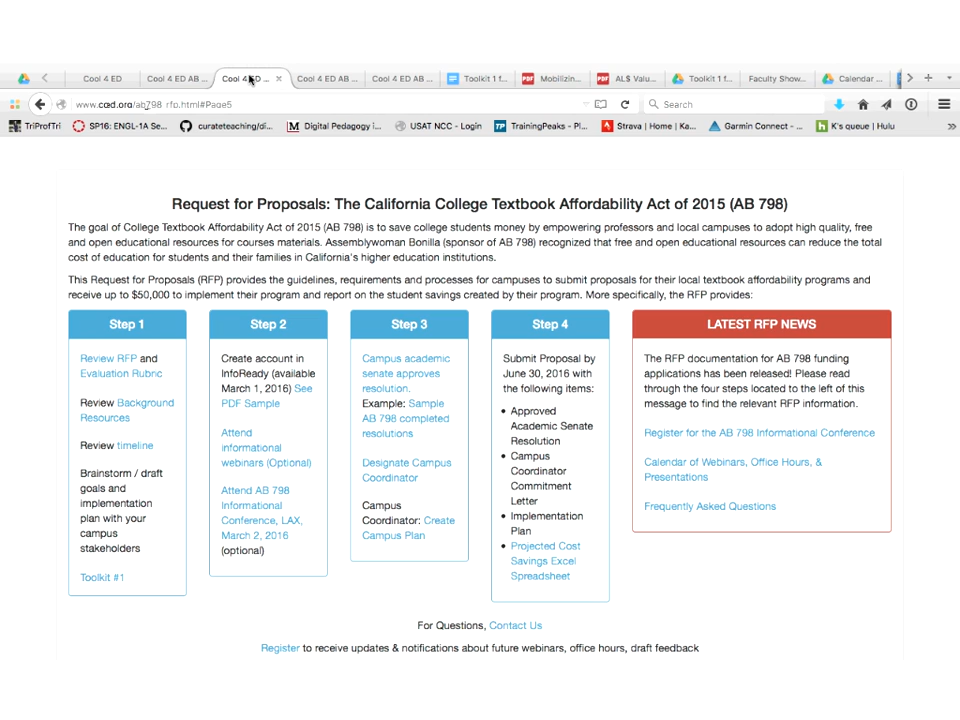 Cool 4 ED
Cool 4 ED AB ...
Cool 4 ED ...
Cool 4 ED AB ...
Cool 4 ED AB ...
Toolkit 1 f...
Mobilizin...
ALS Valu...
Toolkit 1 f...
Faculty Show...
Calendar ...
Search
TriProfTri
SP16: ENGL-1A Se...
curateteaching/di...
Digital Pedagogy i...
USAT NCC - Login
TrainingPeaks - Pl...
Strava | Home | Ka...
Garmin Connect - ...
K's queue | Hulu
Request for Proposals: The California College Textbook Affordability Act of 2015 (AB 798)
The goal of College Textbook Affordability Act of 2015 (AB 798) is to save college students money by empowering professors and local campuses to adopt high quality, free
and open educational resources for courses materials. Assemblywoman Bonilla (sponsor of AB 798) recognized that free and open educational resources can reduce the total
cost of education for students and their families in California's higher education institutions.
This Request for Proposals (RFP) provides the guidelines, requirements and processes for campuses to submit proposals for their local textbook affordability programs and
receive up to $50,000 to implement their program and report on the student savings created by their program. More specifically, the RFP provides:
Step 1
Review RFP and
Evaluation Rubric
Review Background
Resources
Review timeline
Brainstorm / draft
goals and
implementation
plan with your
campus
stakeholders
Toolkit #1
Step 2
Create account in
InfoReady (available
March 1, 2016) See
PDF Sample
Attend
informational
webinars (Optional)
Attend AB 798
Informational
Conference, LAX,
March 2, 2016
(optional)
Step 3
Campus academic
senate approves
resolution.
Example: Sample
AB 798 completed
resolutions
Designate Campus
Coordinator
Campus
Coordinator: Create
Campus Plan
Step 4
Submit Proposal by
June 30, 2016 with
the following items:
• Approved
Academic Senate
Resolution
• Campus
Coordinator
Commitment
Letter
• Implementation
Plan
• Projected Cost
Savings Excel
Spreadsheet
LATEST RFP NEWS
The RFP documentation for AB 798 funding
applications has been released! Please read
through the four steps located to the left of this
message to find the relevant RFP information.
Register for the AB 798 Informational Conference
Calendar of Webinars, Office Hours, &
Presentations
Frequently Asked Questions
For Questions, Contact Us
Register to receive updates & notifications about future webinars, office hours, draft feedback